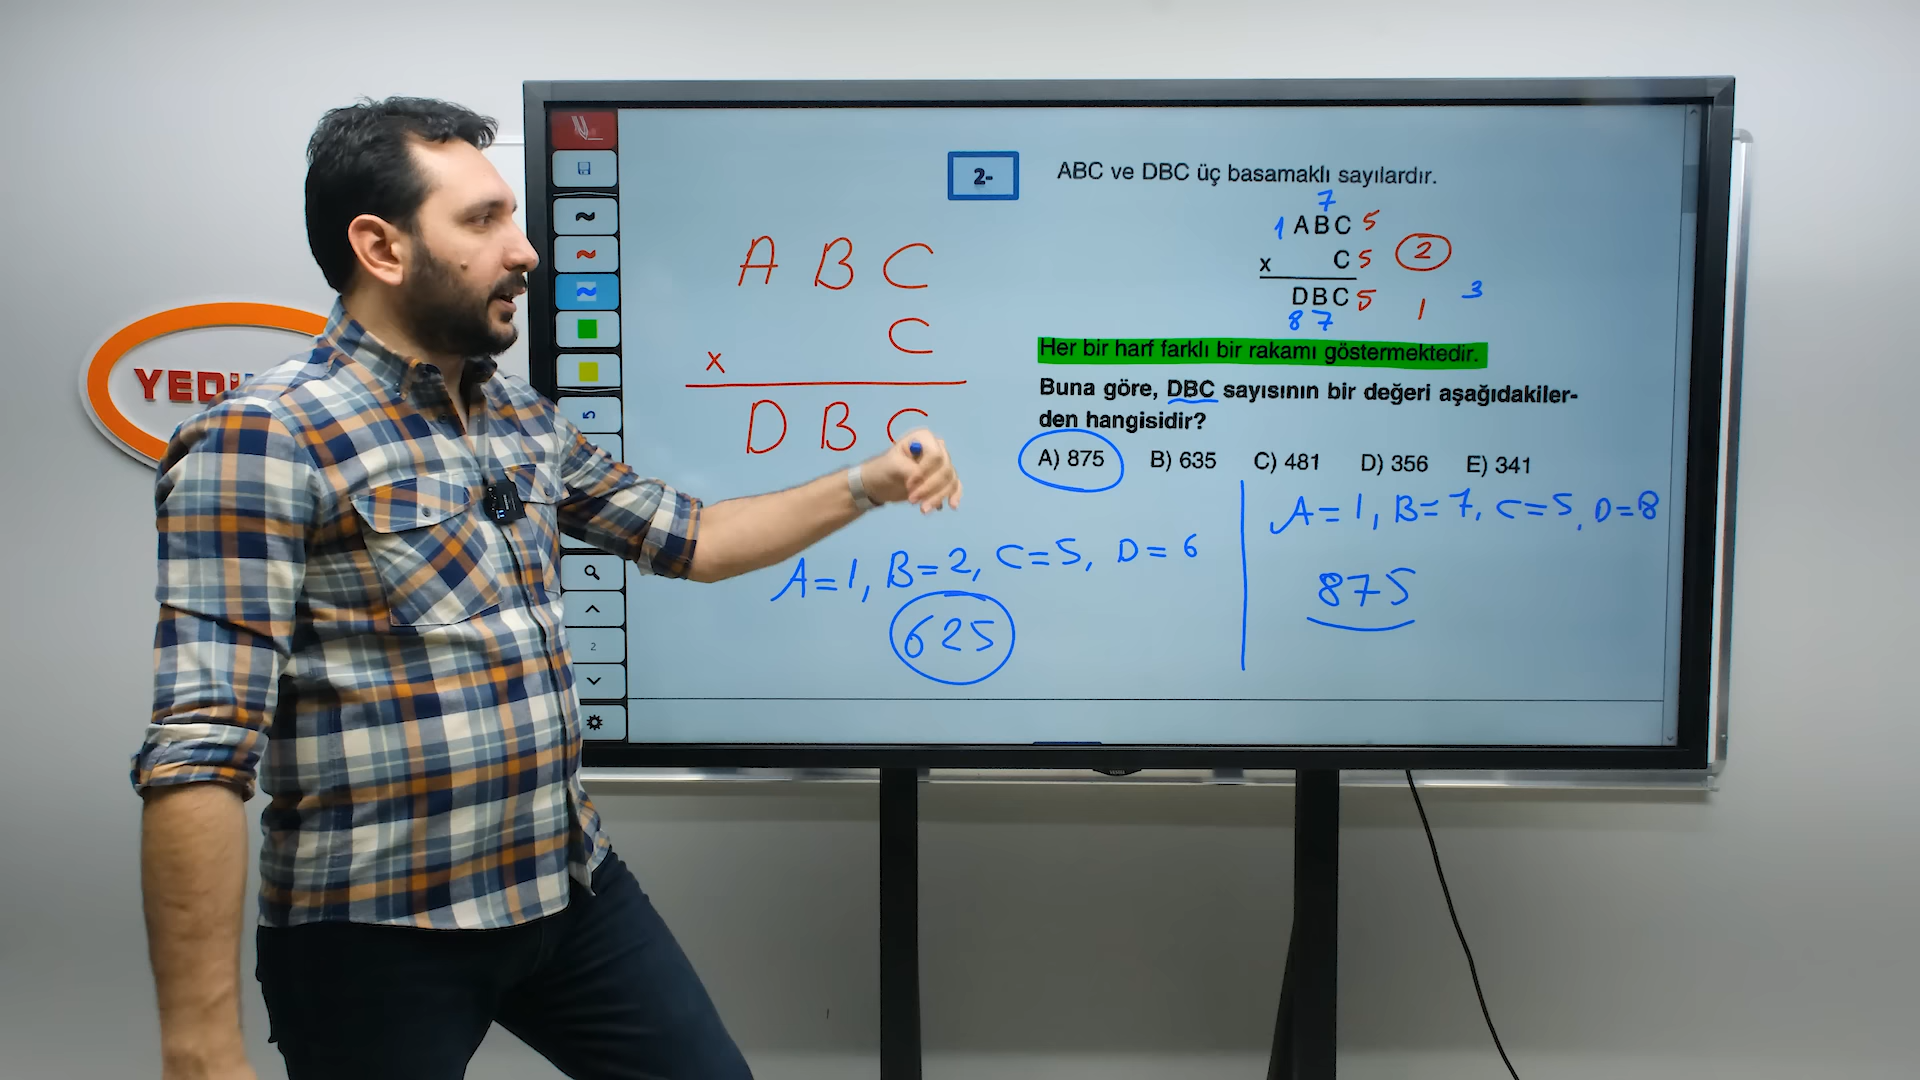 2-
ABC ve DBC üç basamaklı sayılardır.
7
1 ABC 5
x C 5 2
DBC 5 1 3
8 7
Her bir harf farklı bir rakamı göstermektedir.
Buna göre, DBC sayısının bir değeri aşağıdakiler-
den hangisidir?
A) 875 B) 635 C) 481 D) 356 E) 341
A B C
C
x
D B C
A=1, B=2, C=5, D=6
625
A=1, B=7, C=5, D=8
875
2